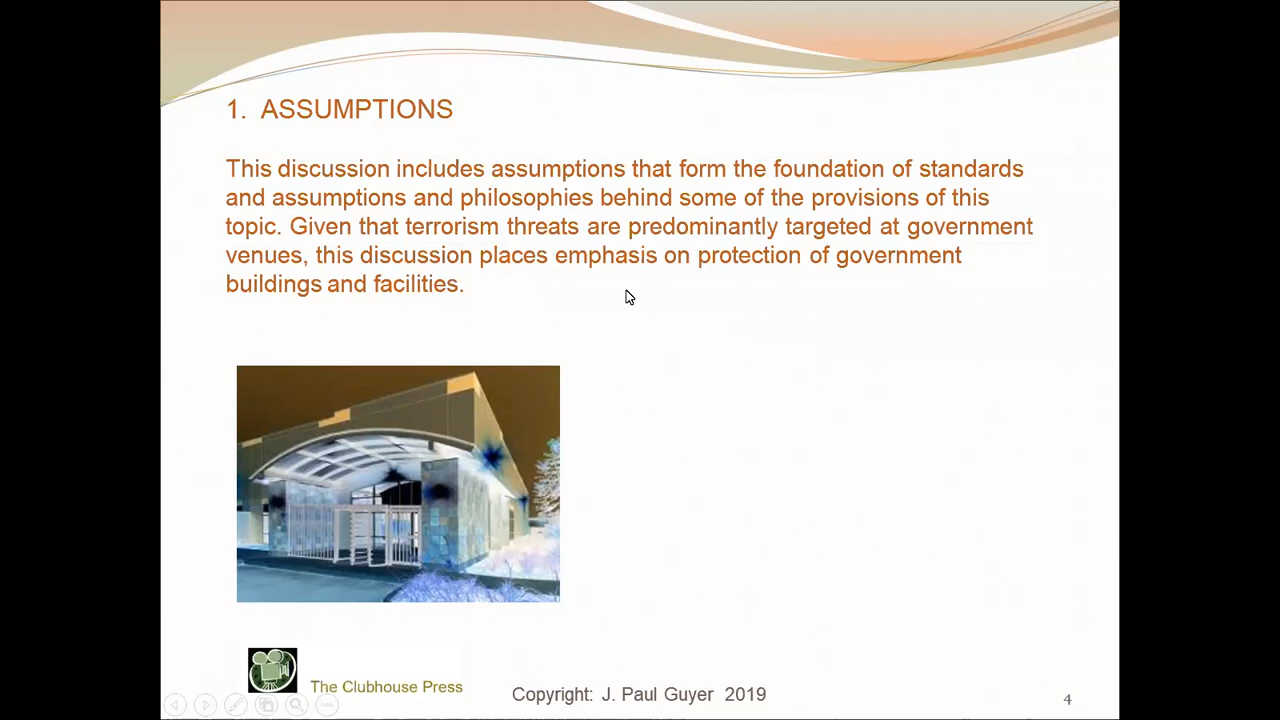 1. ASSUMPTIONS
This discussion includes assumptions that form the foundation of standards
and assumptions and philosophies behind some of the provisions of this
topic. Given that terrorism threats are predominantly targeted at government
venues, this discussion places emphasis on protection of government
buildings and facilities.
The Clubhouse Press
Copyright: J. Paul Guyer 2019
4